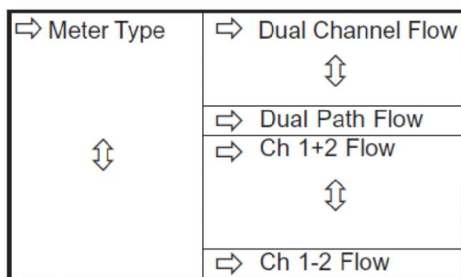 ⇨ Meter Type
⇨ Dual Channel Flow
⇕
⇨ Dual Path Flow
⇕
⇨ Ch 1+2 Flow
⇕
⇨ Ch 1-2 Flow